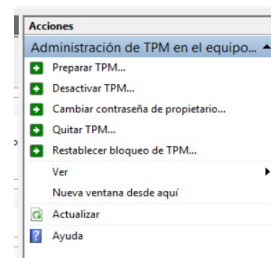 Acciones
Administración de TPM en el equipo...
Preparar TPM...
Desactivar TPM...
Cambiar contraseña de propietario...
Quitar TPM...
Restablecer bloqueo de TPM...
Ver
Nueva ventana desde aquí
Actualizar
Ayuda